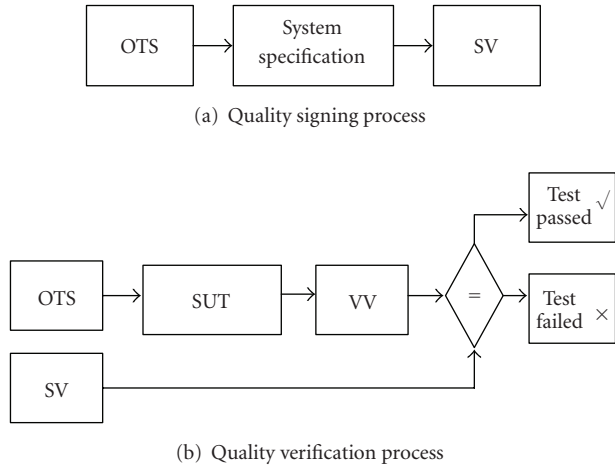 OTS
System
specification
SV
(a) Quality signing process
Test
passed √
OTS
SUT
VV
=
Test
failed ×
SV
(b) Quality verification process